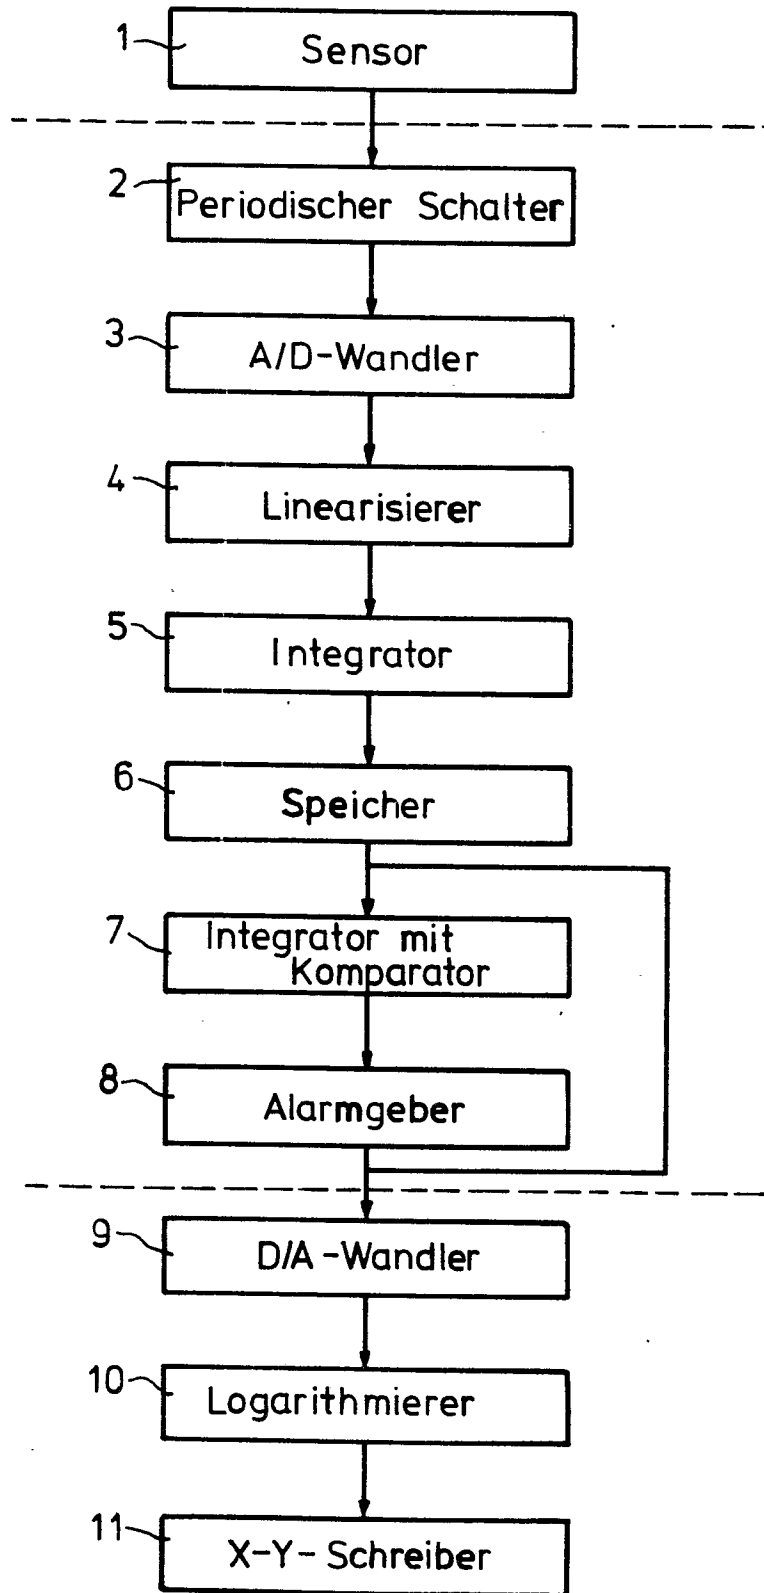 1 Sensor
2 Periodischer Schalter
3 A/D-Wandler
4 Linearisierer
5 Integrator
6 Speicher
7 Integrator mit
Komparator
8 Alarmgeber
9 D/A-Wandler
10 Logarithmierer
11 X-Y-Schreiber